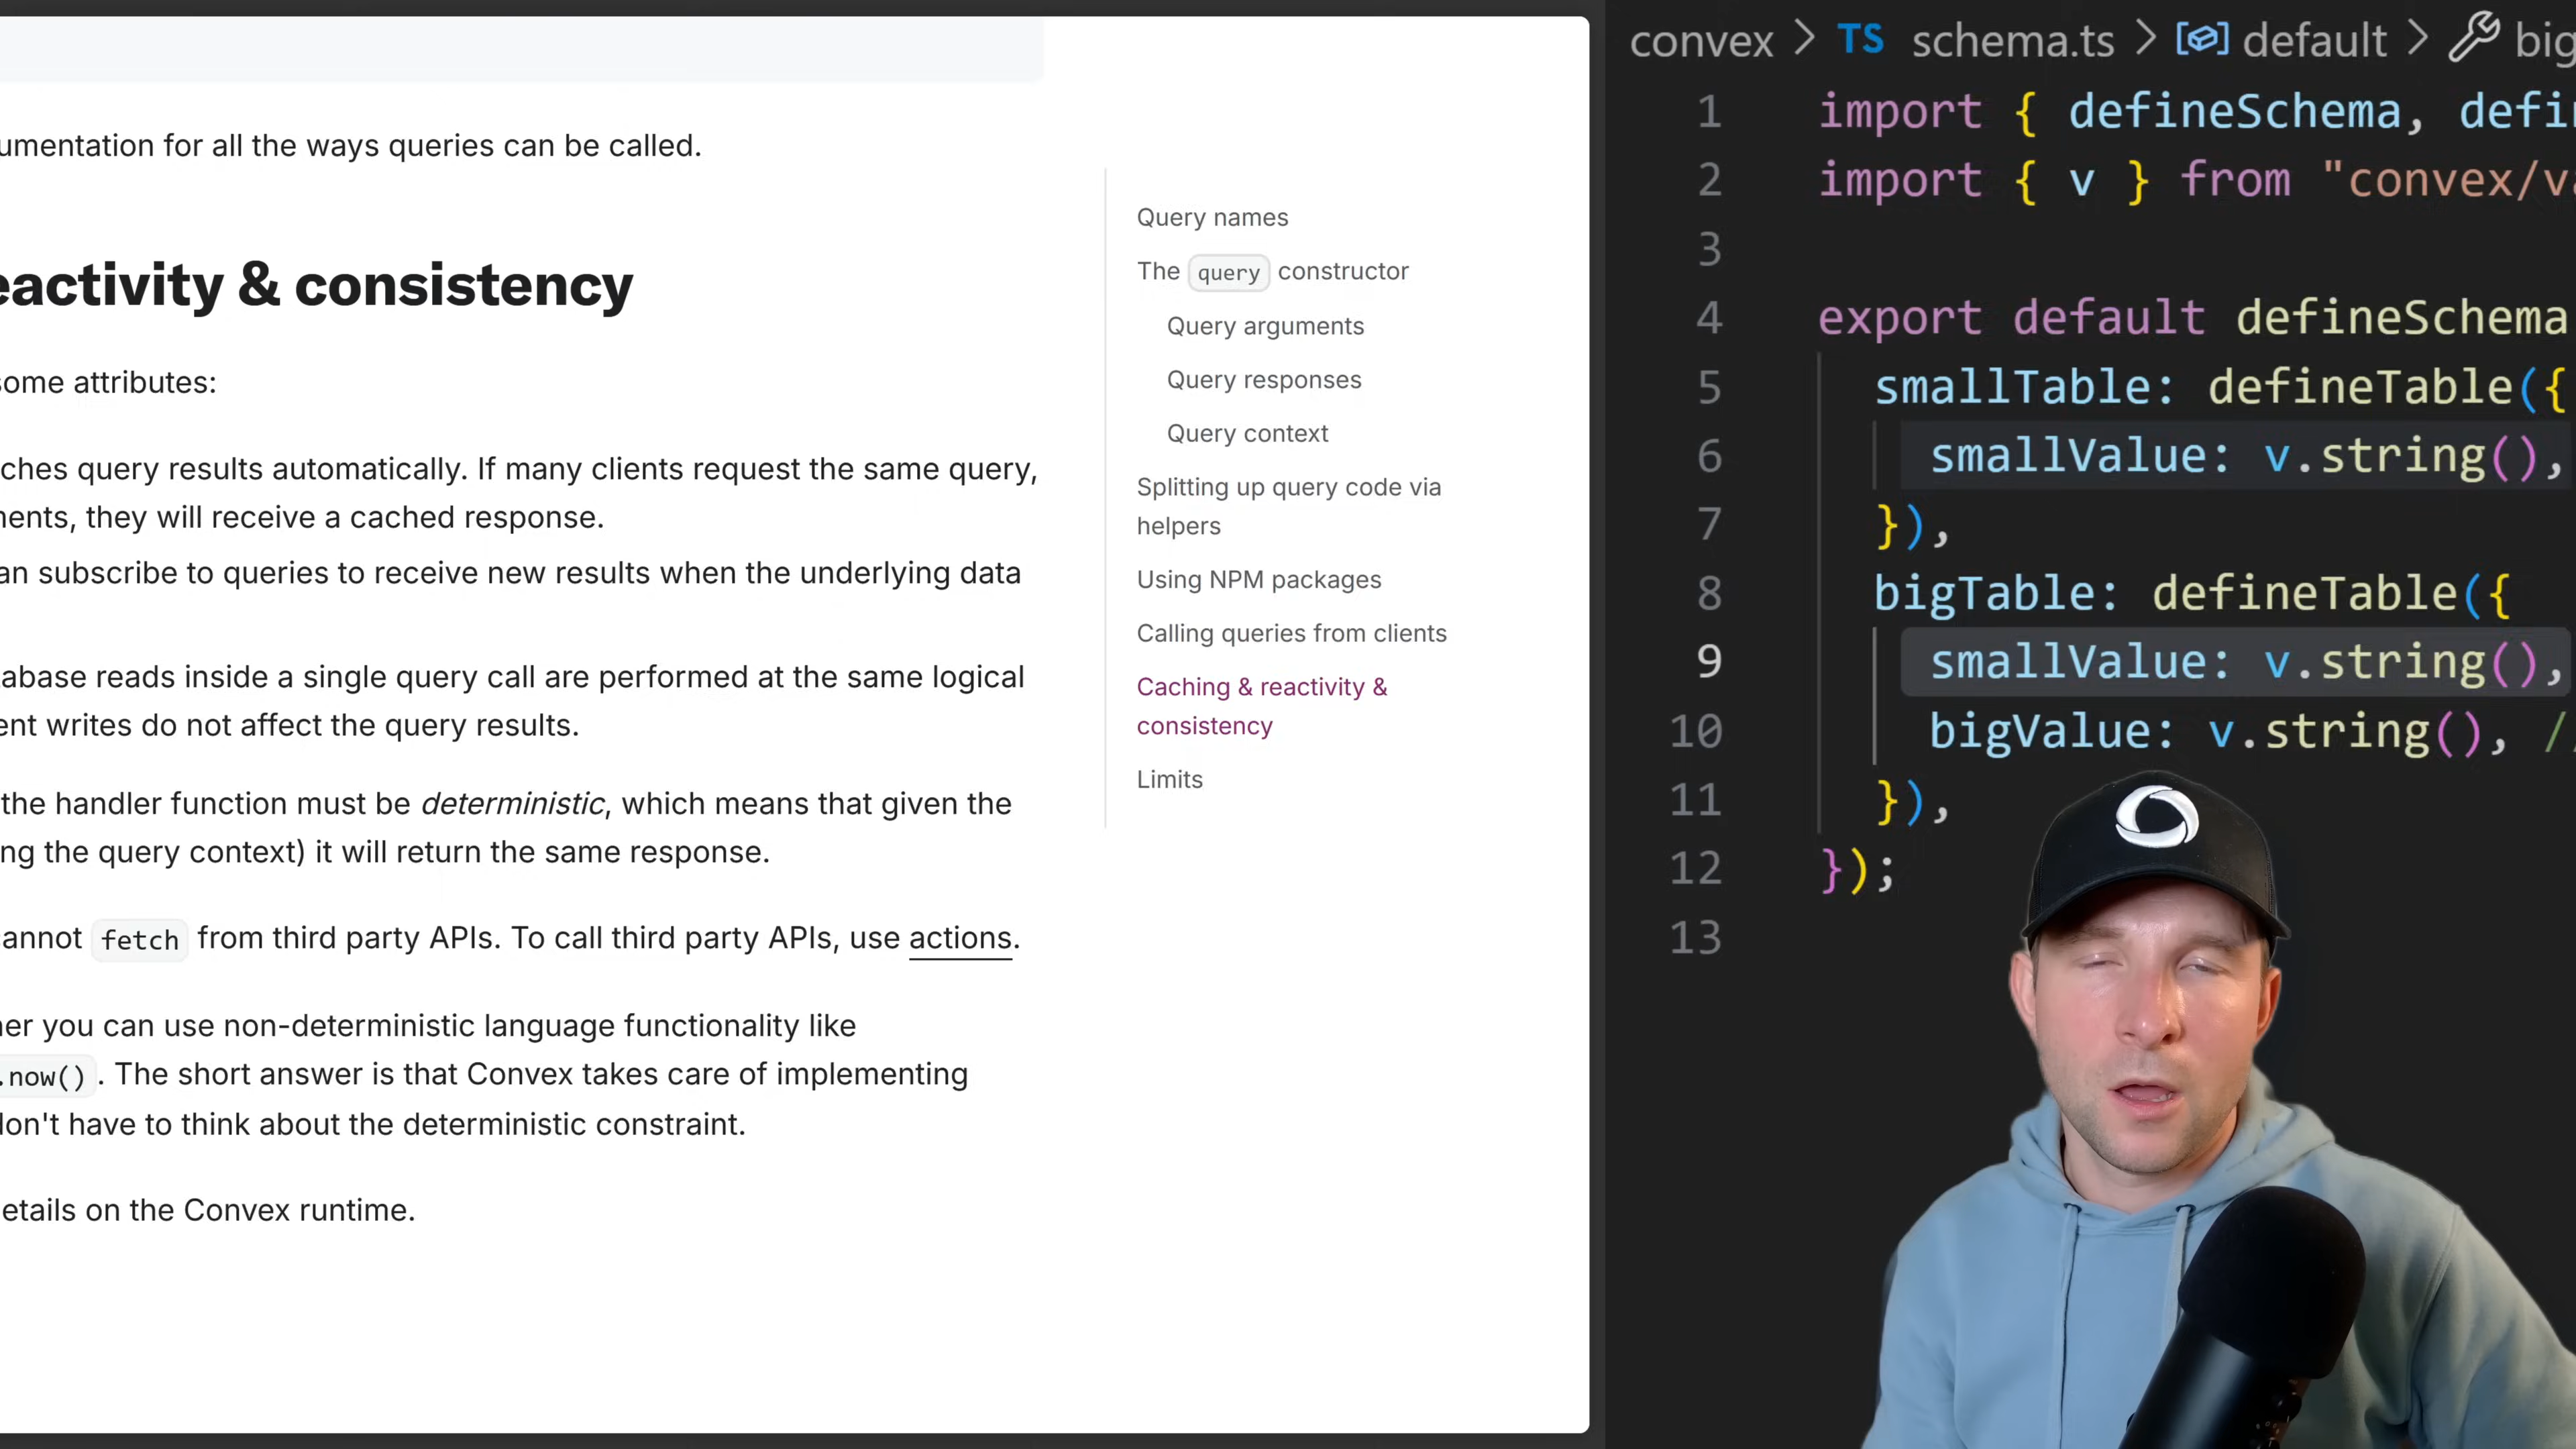 documentation for all the ways queries can be called.
reactivity & consistency
some attributes:
ches query results automatically. If many clients request the same query,
ments, they will receive a cached response.
an subscribe to queries to receive new results when the underlying data
abase reads inside a single query call are performed at the same logical
ent writes do not affect the query results.
the handler function must be deterministic, which means that given the
ng the query context) it will return the same response.
annot fetch from third party APIs. To call third party APIs, use actions.
her you can use non-deterministic language functionality like
.now() . The short answer is that Convex takes care of implementing
don't have to think about the deterministic constraint.
etails on the Convex runtime.
Query names
The query constructor
Query arguments
Query responses
Query context
Splitting up query code via
helpers
Using NPM packages
Calling queries from clients
Caching & reactivity &
consistency
Limits
convex > TS schema.ts > default > big
1 import { defineSchema, defi
2 import { v } from "convex/va
3
4 export default defineSchema
5 smallTable: defineTable({
6 smallValue: v.string(),
7 }),
8 bigTable: defineTable({
9 smallValue: v.string(),
10 bigValue: v.string(), //
11 }),
12 });
13